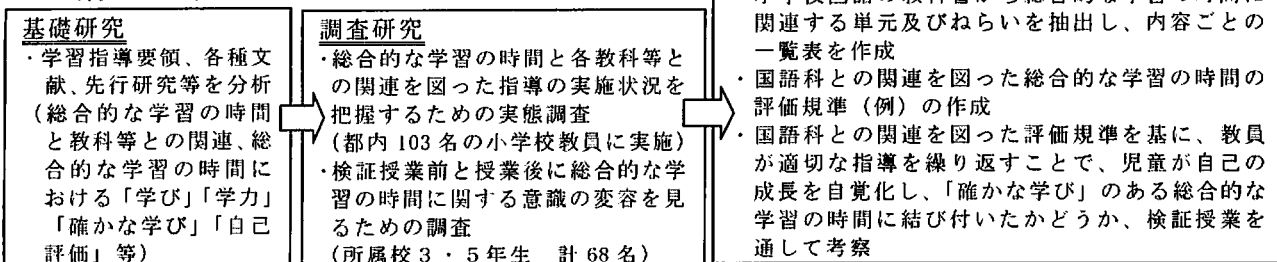 基礎研究
・学習指導要領、各種文
献、先行研究等を分析
(総合的な学習の時間
と教科等との関連、総
合的な学習の時間に
おける「学び」「学力」
「確かな学び」「自己
評価」等)
調査研究
・総合的な学習の時間と各教科等と
の関連を図った指導の実施状況を
把握するための実態調査
(都内 103 名の小学校教員に実施)
・検証授業前と授業後に総合的な学
習の時間に関する意識の変容を見
るための調査
(所属校3・5年生 計 68 名)
関連する単元及びねらいを抽出し、内容ごとの
一覧表を作成
・国語科との関連を図った総合的な学習の時間の
評価規準（例）の作成
・国語科との関連を図った評価規準を基に、教員
が適切な指導を繰り返すことで、児童が自己の
成長を自覚化し、「確かな学び」のある総合的な
学習の時間に結び付いたかどうか、検証授業を
通して考察